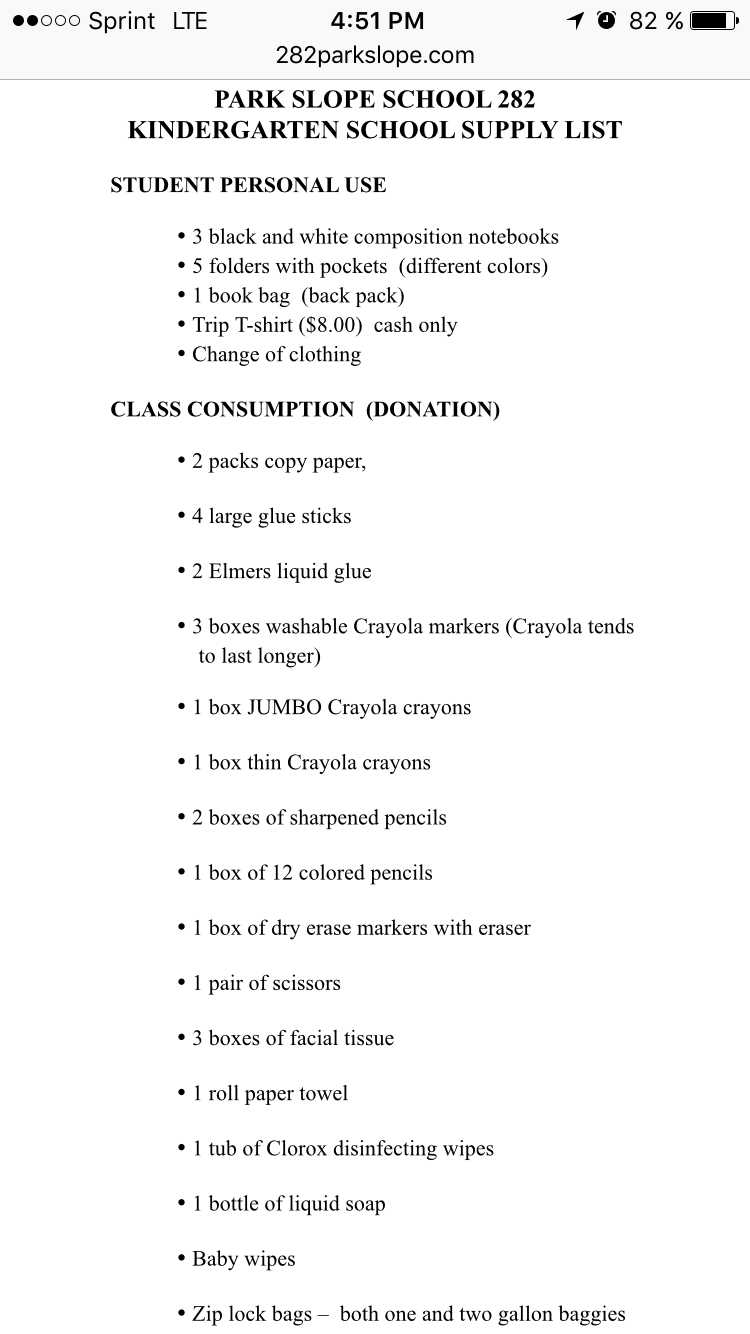 Sprint LTE 4:51 PM 82 %
282parkslope.com
PARK SLOPE SCHOOL 282
KINDERGARTEN SCHOOL SUPPLY LIST
STUDENT PERSONAL USE
• 3 black and white composition notebooks
• 5 folders with pockets  (different colors)
• 1 book bag  (back pack)
• Trip T-shirt ($8.00)  cash only
• Change of clothing
CLASS CONSUMPTION  (DONATION)
• 2 packs copy paper,
• 4 large glue sticks
• 2 Elmers liquid glue
• 3 boxes washable Crayola markers (Crayola tends
to last longer)
• 1 box JUMBO Crayola crayons
• 1 box thin Crayola crayons
• 2 boxes of sharpened pencils
• 1 box of 12 colored pencils
• 1 box of dry erase markers with eraser
• 1 pair of scissors
• 3 boxes of facial tissue
• 1 roll paper towel
• 1 tub of Clorox disinfecting wipes
• 1 bottle of liquid soap
• Baby wipes
• Zip lock bags –  both one and two gallon baggies